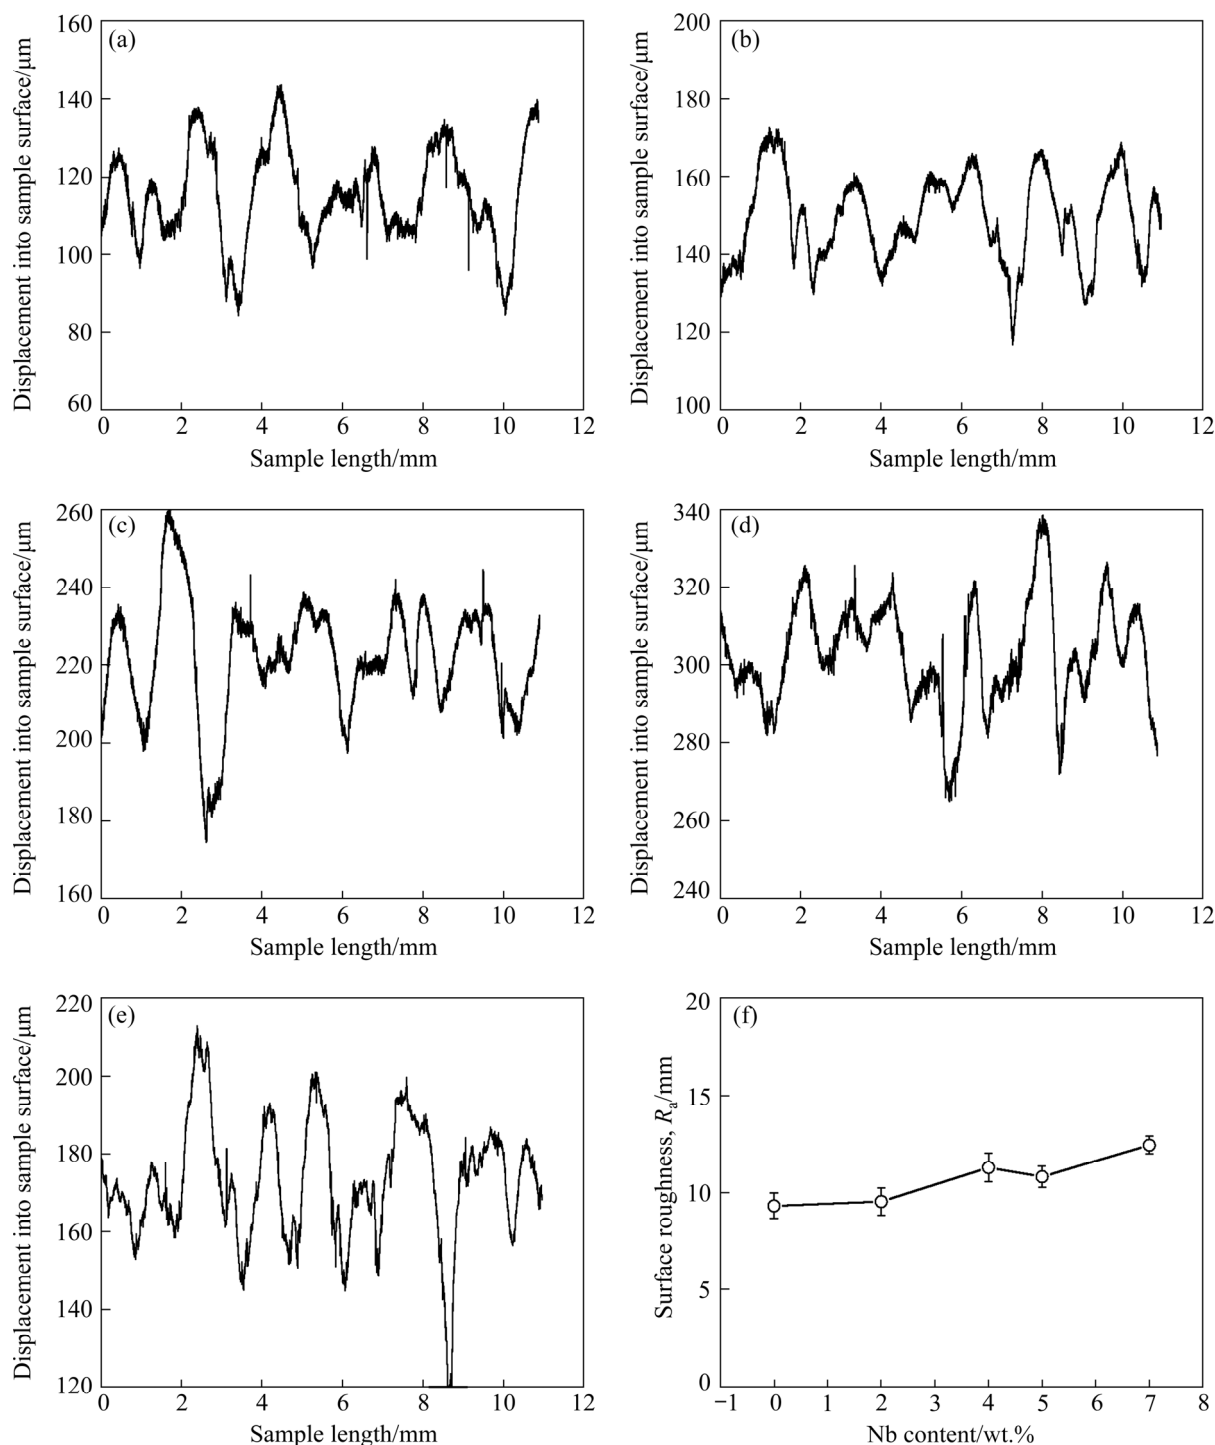 (a)
Displacement into sample surface/μm
160
140
120
100
80
60
0 2 4 6 8 10 12
Sample length/mm
(b)
Displacement into sample surface/μm
200
180
160
140
120
100
0 2 4 6 8 10 12
Sample length/mm
(c)
Displacement into sample surface/μm
260
240
220
200
180
160
0 2 4 6 8 10 12
Sample length/mm
(d)
Displacement into sample surface/μm
340
320
300
280
260
240
0 2 4 6 8 10 12
Sample length/mm
(e)
Displacement into sample surface/μm
220
200
180
160
140
120
0 2 4 6 8 10 12
Sample length/mm
(f)
Surface roughness, Ra/mm
20
15
10
5
0
−1 0 1 2 3 4 5 6 7 8
Nb content/wt.%